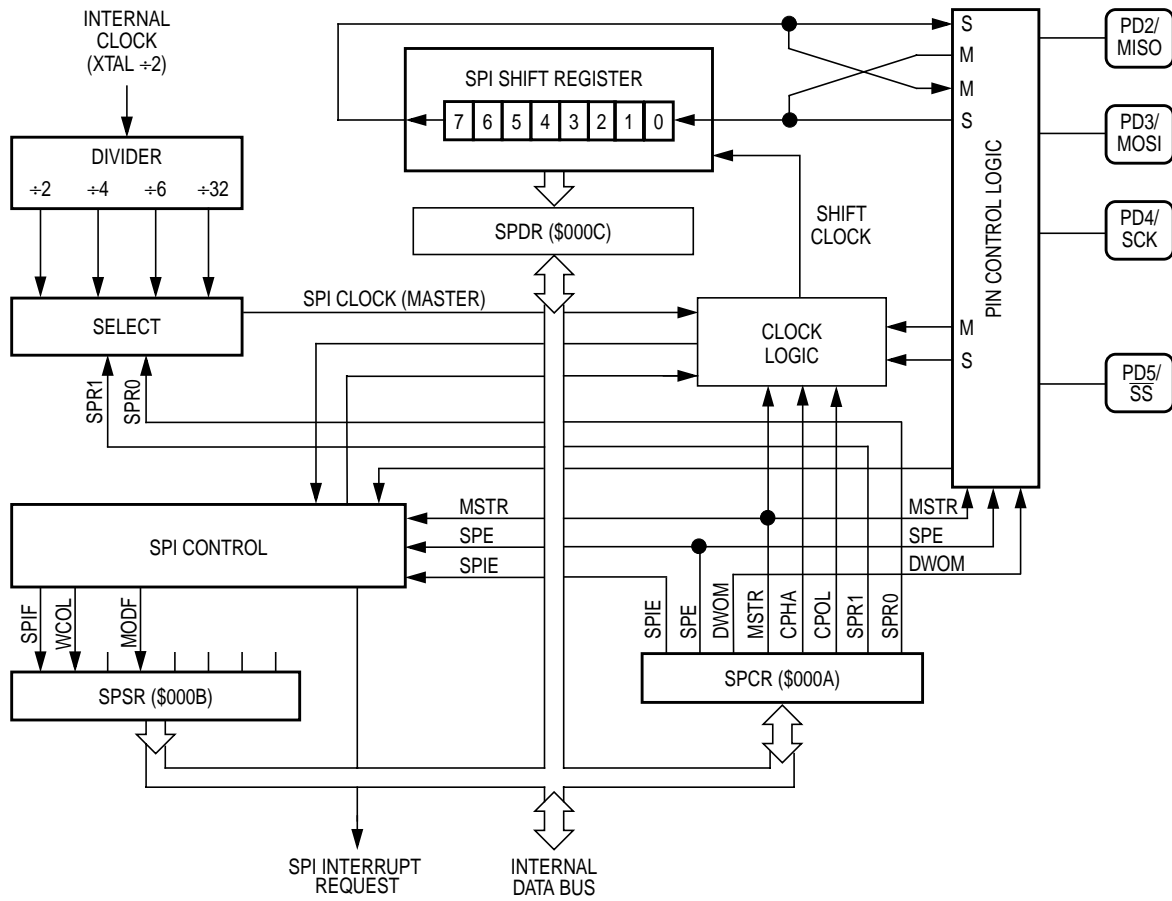 INTERNAL
CLOCK
(XTAL ÷2)
DIVIDER
÷2 ÷4 ÷6 ÷32
SELECT
SPR1
SPR0
SPI SHIFT REGISTER
7 6 5 4 3 2 1 0
SPDR ($000C)
SHIFT
CLOCK
SPI CLOCK (MASTER)
CLOCK
LOGIC
S
M
M
S
M
S
PIN CONTROL LOGIC
PD2/
MISO
PD3/
MOSI
PD4/
SCK
PD5/
SS
SPI CONTROL
MSTR
SPE
SPIE
MSTR
SPE
DWOM
SPIF
WCOL
MODF
SPSR ($000B)
SPIE
SPE
DWOM
MSTR
CPHA
CPOL
SPR1
SPR0
SPCR ($000A)
SPI INTERRUPT
REQUEST
INTERNAL
DATA BUS